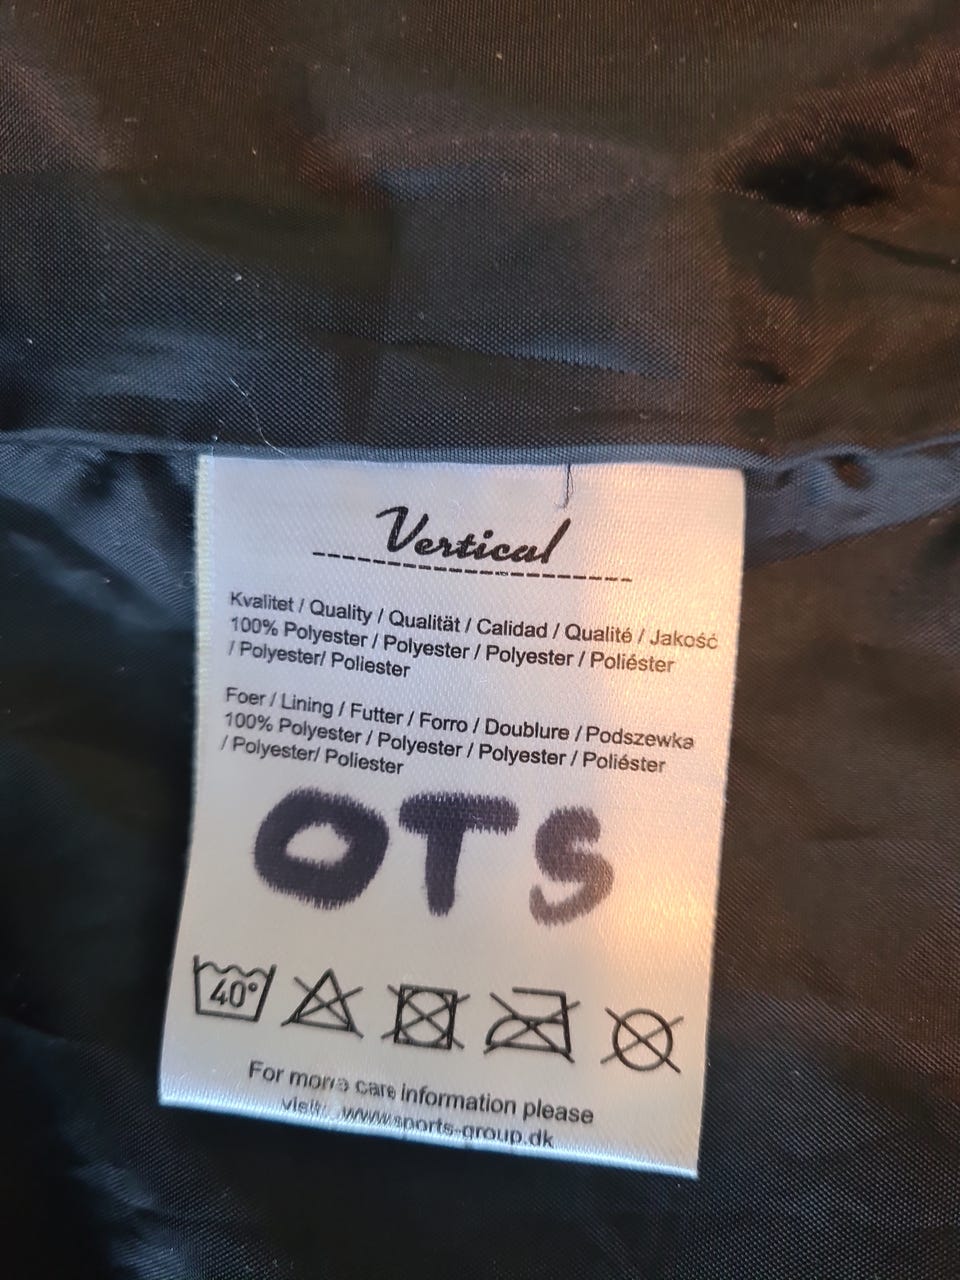 Vertical
Kvalitet / Quality / Qualität / Calidad / Qualité / Jakość
100% Polyester / Polyester / Polyester / Poliéster
/ Polyester/ Poliester
Foer / Lining / Futter / Forro / Doublure / Podszewka
100% Polyester / Polyester / Polyester / Poliéster
/ Polyester/ Poliester
OTS
40°
For more care information please
visit: www.sports-group.dk